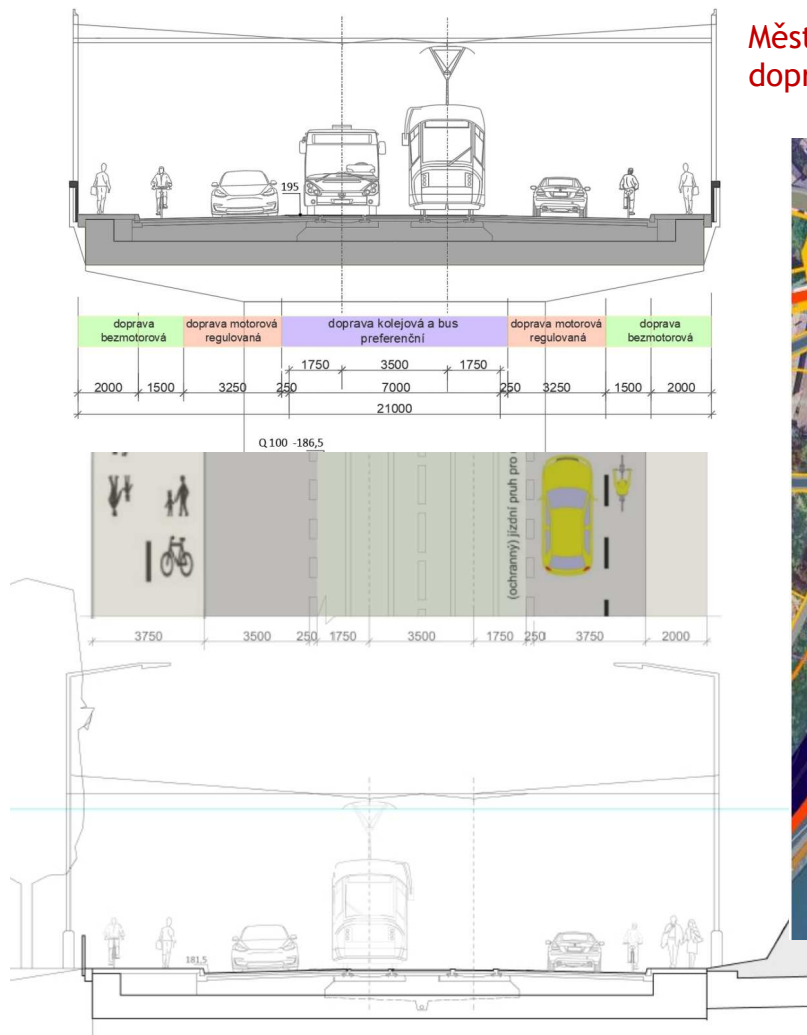 195
doprava
bezmotorová
doprava motorová
regulovaná
doprava kolejová a bus
preferenční
doprava motorová
regulovaná
doprava
bezmotorová
1750 3500 1750
2000 1500 3250 250 7000 250 3250 1500 2000
21000
Q 100 -186,5
(ochranný) jízdní pruh pro
3750 3500 250 1750 3500 1750 250 3750 2000
181,5